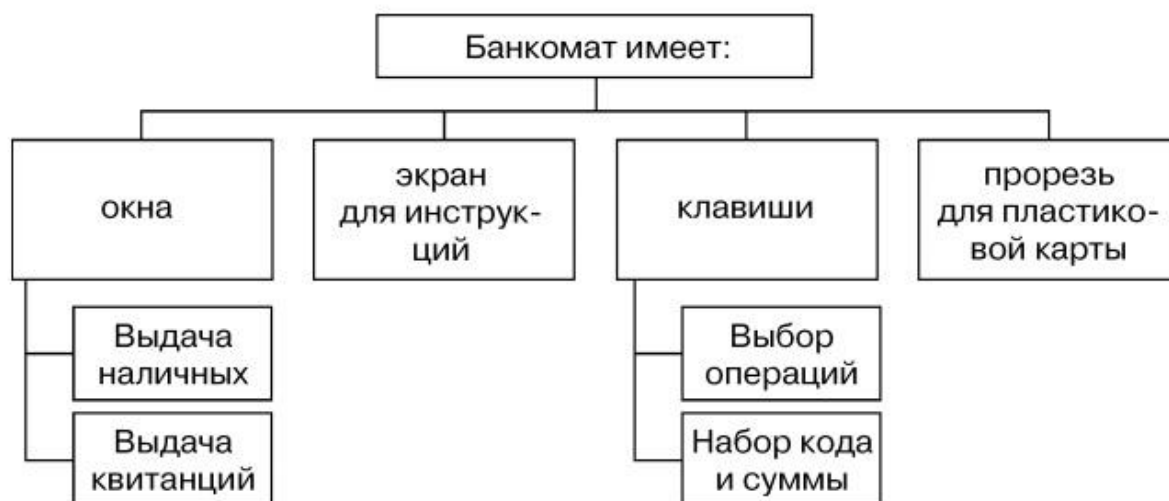 Банкомат имеет:
окна
экран
для инструк-
ций
клавиши
прорезь
для пластико-
вой карты
Выдача
наличных
Выдача
квитанций
Выбор
операций
Набор кода
и суммы